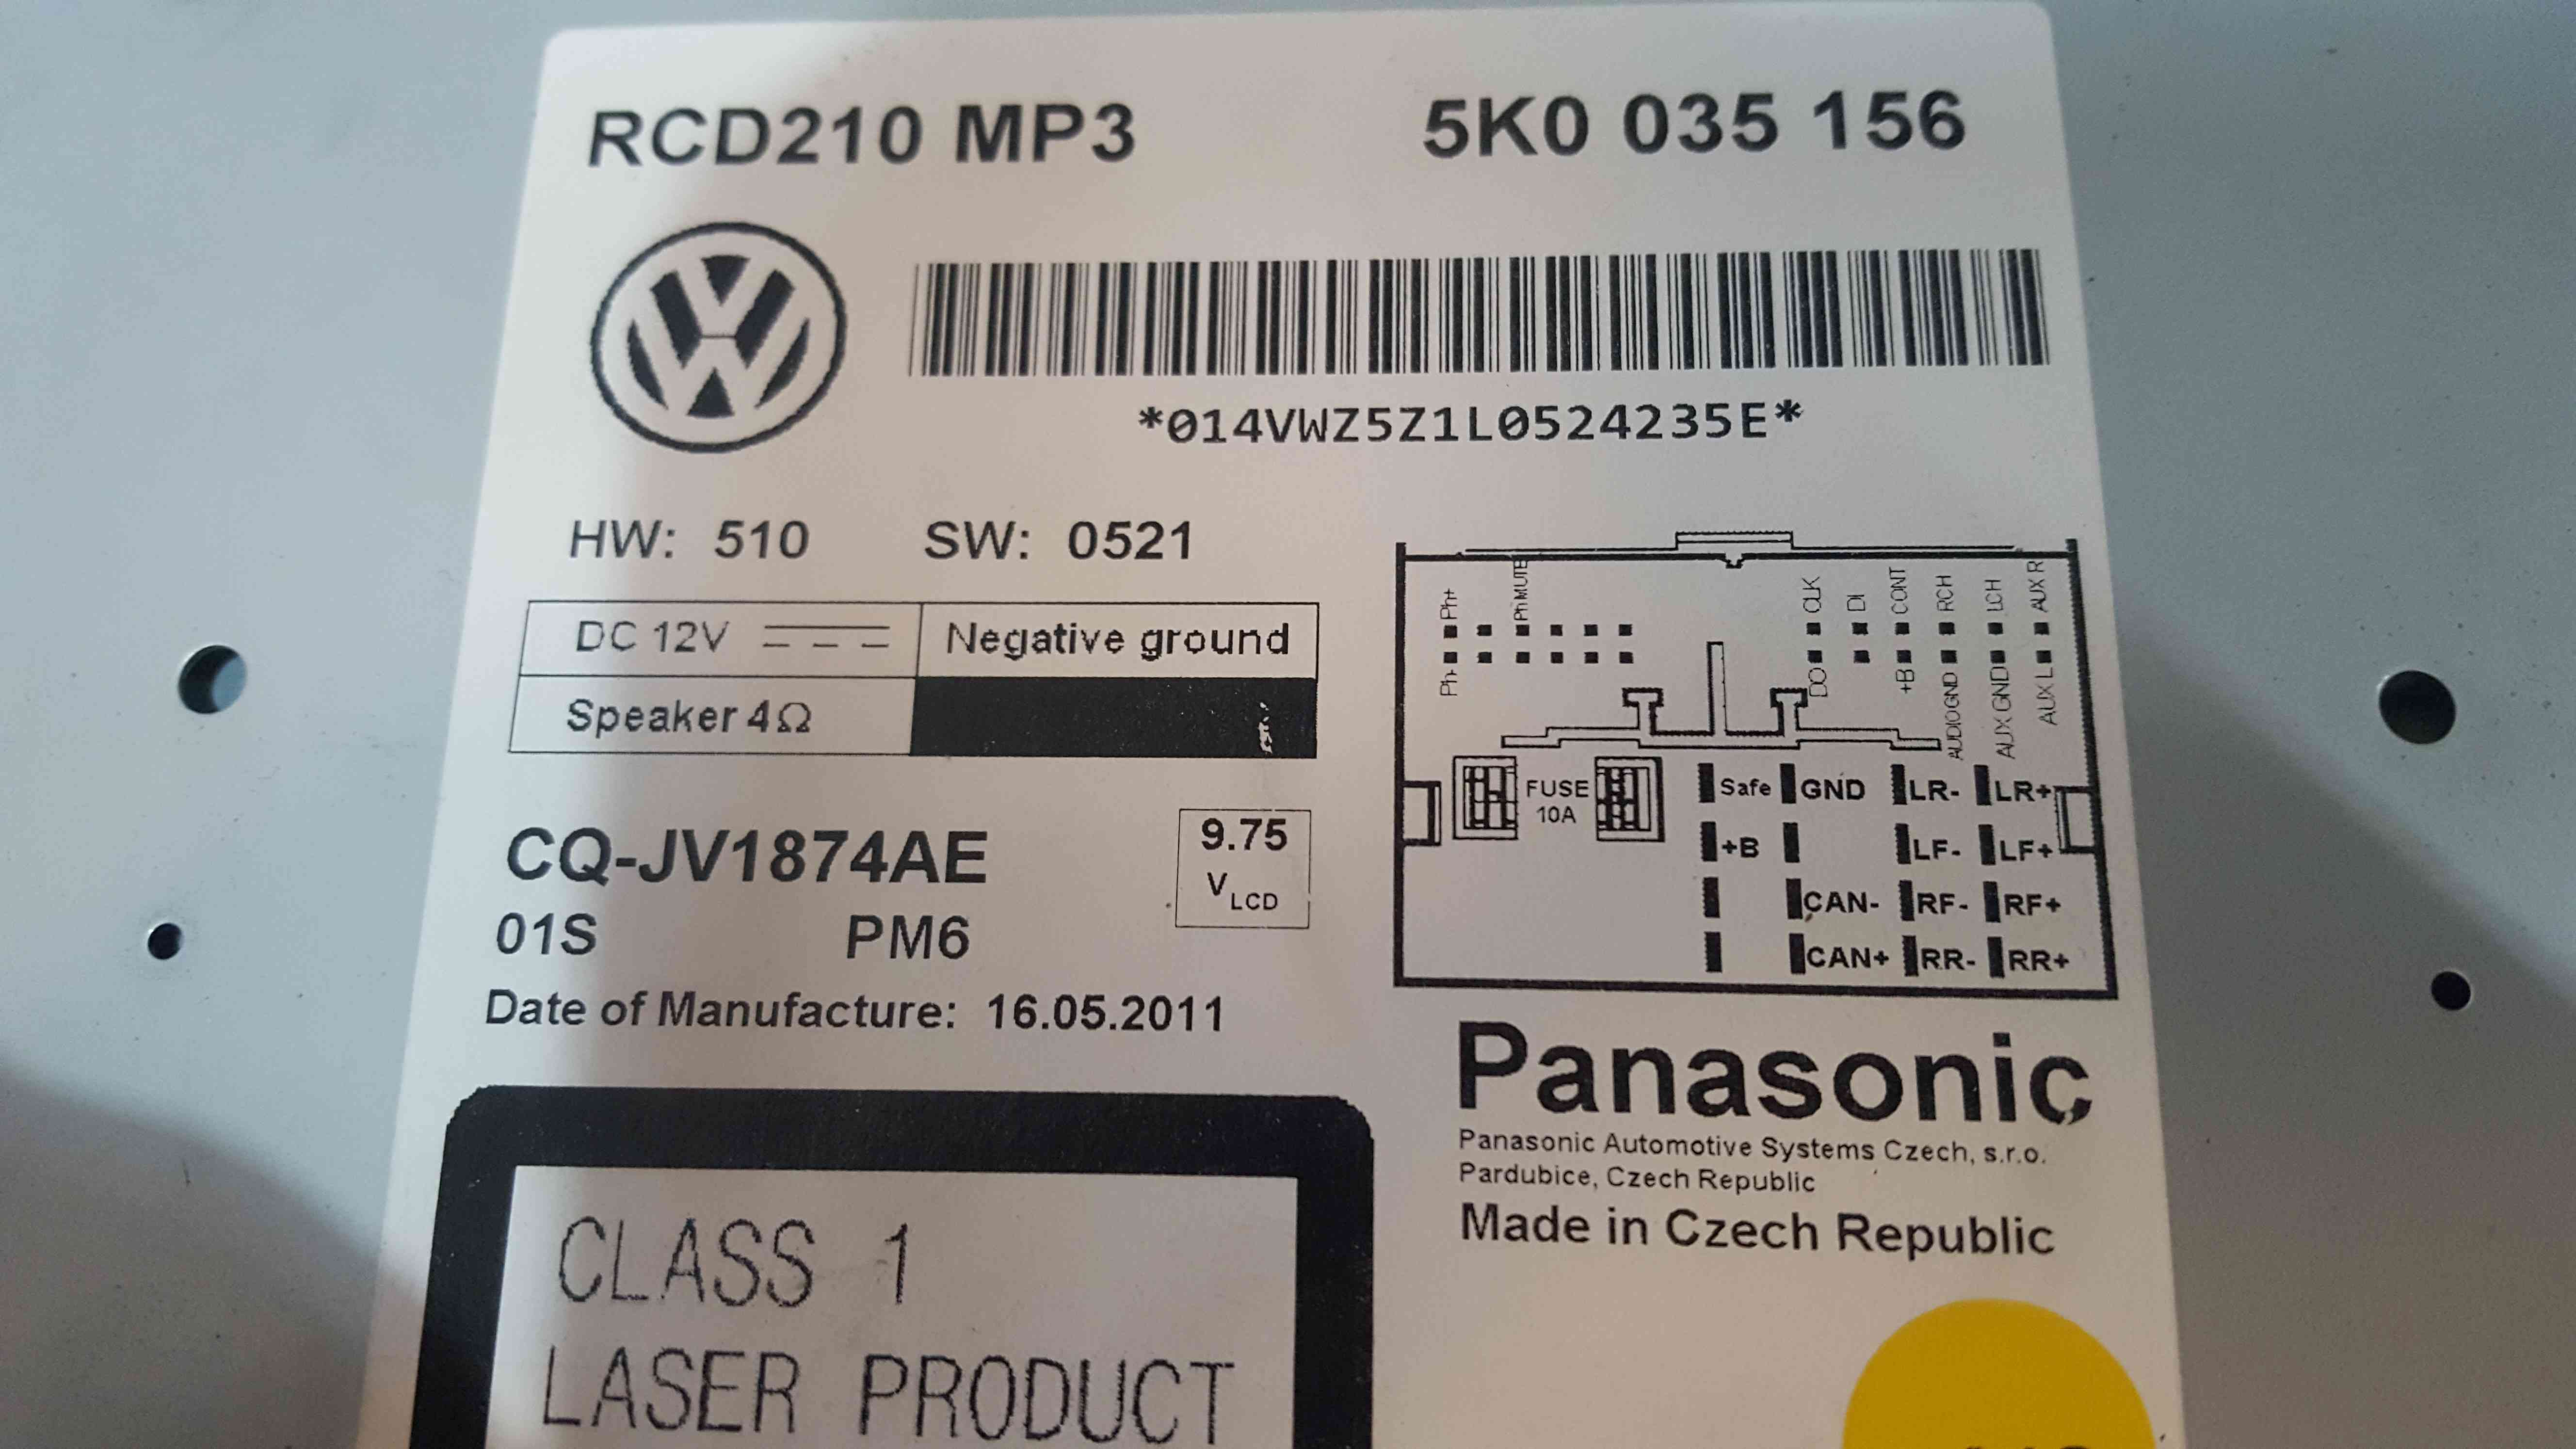 RCD210 MP3 5K0 035 156
*014VWZ5Z1L0524235E*
HW: 510 SW: 0521
DC 12V Negative ground
Speaker 4Ω
CQ-JV1874AE
9.75
VLCD
01S PM6
Date of Manufacture: 16.05.2011
Ph+ Ph MUTE CLK DI CONT RCH LCH AUX R
Ph- DO +B AUDIOGND AUX GND AUX L
FUSE
10A
Safe GND LR- LR+
+B LF- LF+
CAN- RF- RF+
CAN+ RR- RR+
Panasonic
Panasonic Automotive Systems Czech, s.r.o.
Pardubice, Czech Republic
Made in Czech Republic
CLASS 1
LASER PRODUCT